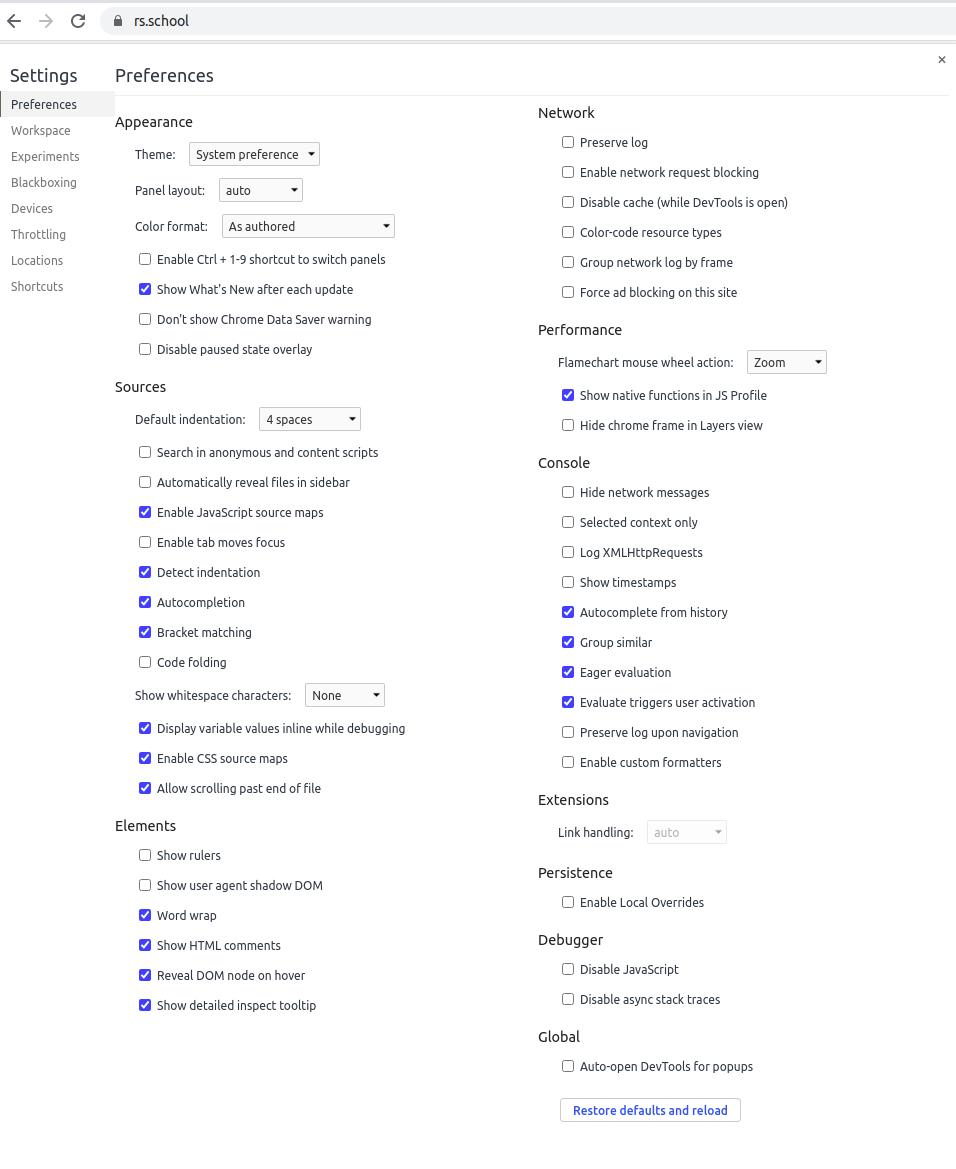 rs.school
Settings
Preferences
Workspace
Experiments
Blackboxing
Devices
Throttling
Locations
Shortcuts
Preferences
Appearance
Theme: System preference
Panel layout: auto
Color format: As authored
Enable Ctrl + 1-9 shortcut to switch panels
Show What's New after each update
Don't show Chrome Data Saver warning
Disable paused state overlay
Sources
Default indentation: 4 spaces
Search in anonymous and content scripts
Automatically reveal files in sidebar
Enable JavaScript source maps
Enable tab moves focus
Detect indentation
Autocompletion
Bracket matching
Code folding
Show whitespace characters: None
Display variable values inline while debugging
Enable CSS source maps
Allow scrolling past end of file
Elements
Show rulers
Show user agent shadow DOM
Word wrap
Show HTML comments
Reveal DOM node on hover
Show detailed inspect tooltip
Network
Preserve log
Enable network request blocking
Disable cache (while DevTools is open)
Color-code resource types
Group network log by frame
Force ad blocking on this site
Performance
Flamechart mouse wheel action: Zoom
Show native functions in JS Profile
Hide chrome frame in Layers view
Console
Hide network messages
Selected context only
Log XMLHttpRequests
Show timestamps
Autocomplete from history
Group similar
Eager evaluation
Evaluate triggers user activation
Preserve log upon navigation
Enable custom formatters
Extensions
Link handling: auto
Persistence
Enable Local Overrides
Debugger
Disable JavaScript
Disable async stack traces
Global
Auto-open DevTools for popups
Restore defaults and reload